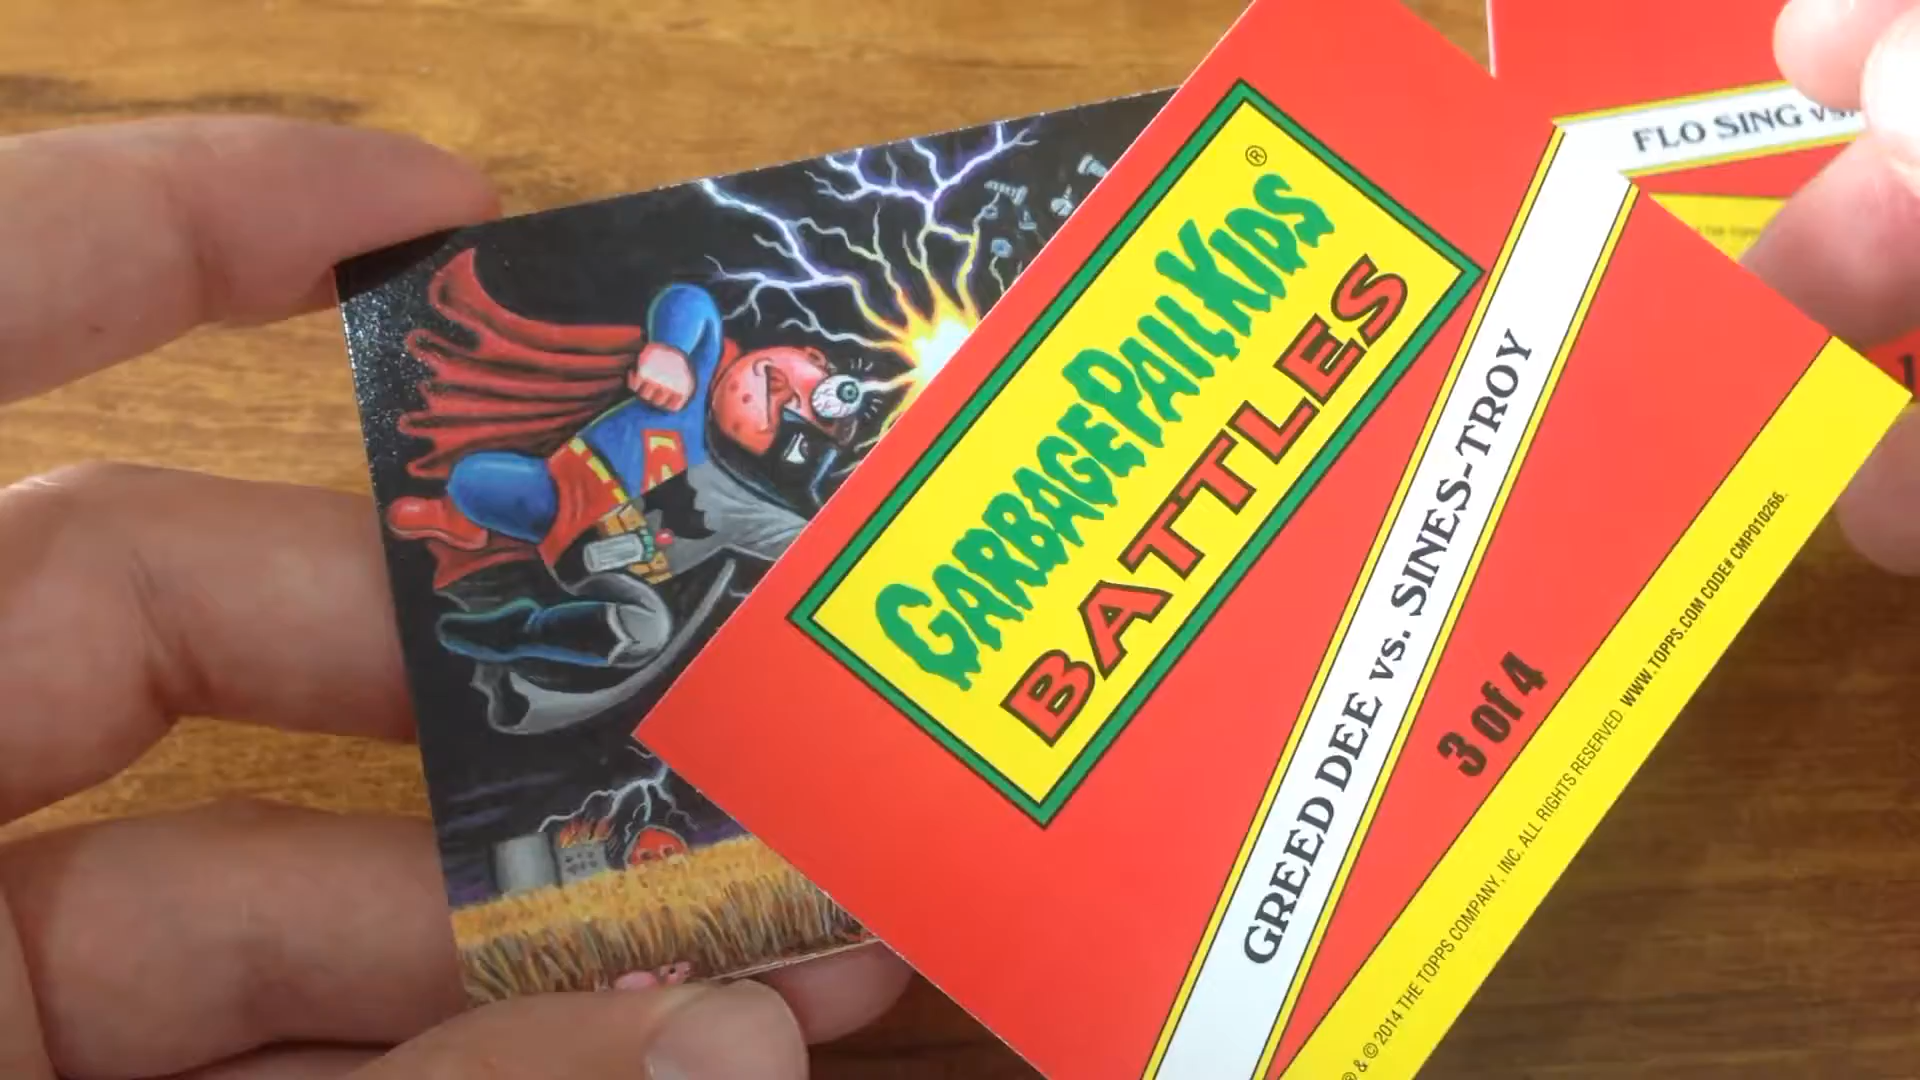 GARBAGE PAIL KIDS®
BATTLES
GREED DEE vs. SINES-TROY
3 of 4
® & © 2014 THE TOPPS COMPANY, INC. ALL RIGHTS RESERVED WWW.TOPPS.COM CODE# CMP010266.
FLO SING vs.